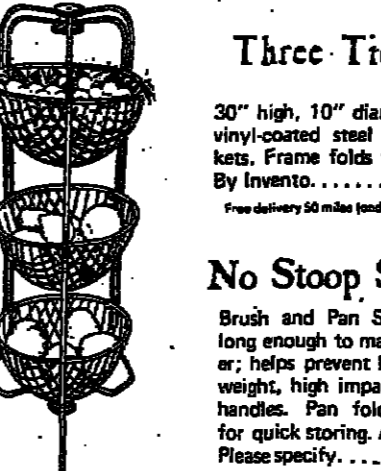 Three Ti
30" high, 10" dia
vinyl-coated steel
kets. Frame folds
By Invento. . . . . . .
Free delivery 50 miles
No Stoop S
Brush and Pan S
long enough to ma
er; helps prevent
weight, high impa
handles. Pan fol
for quick storing.
Please specify. . . .